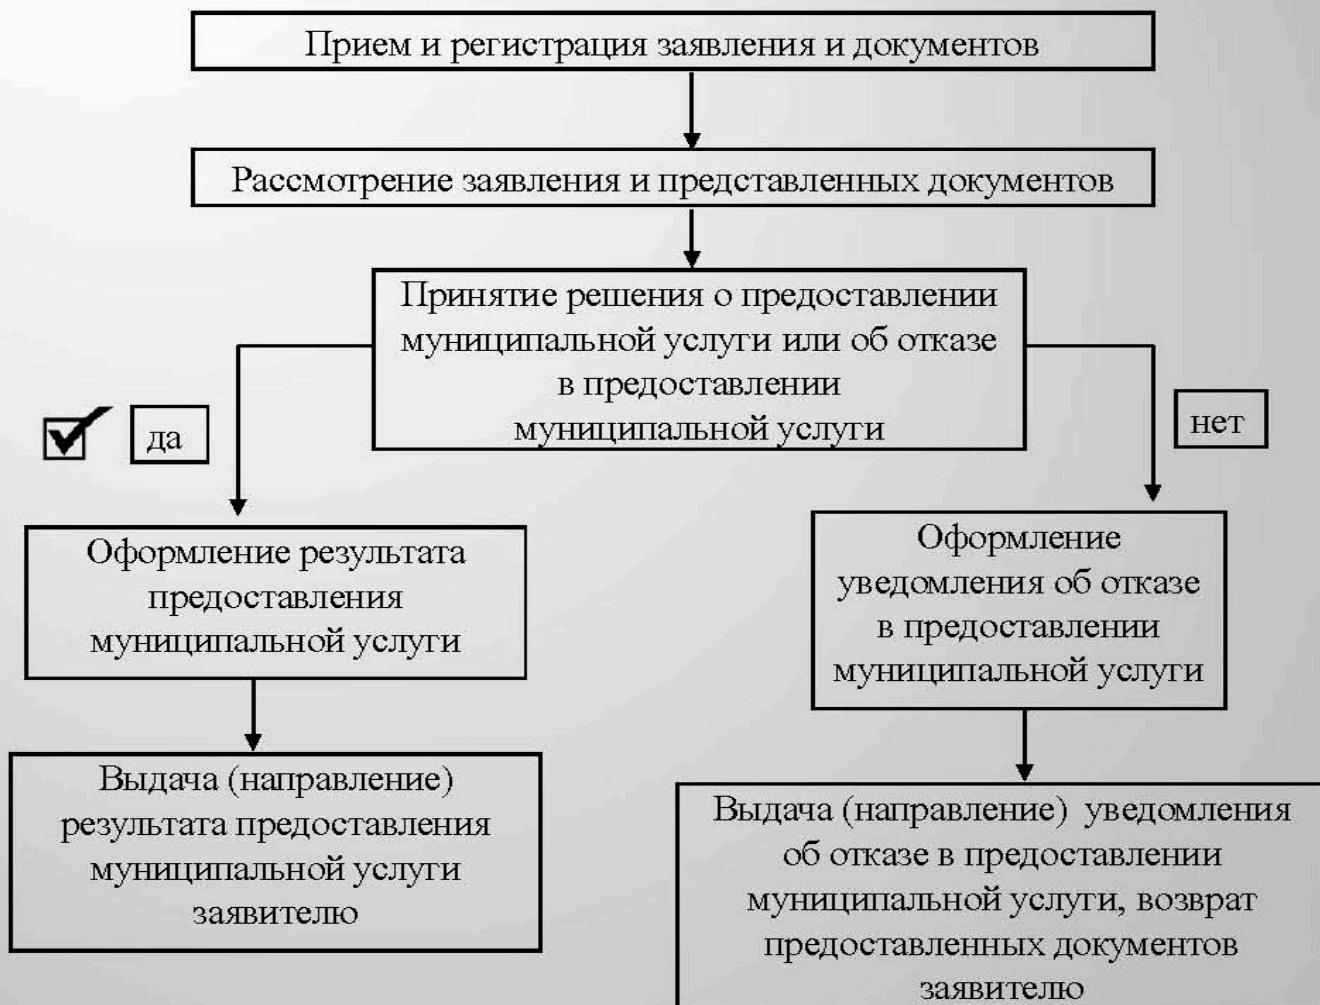 Прием и регистрация заявления и документов
Рассмотрение заявления и представленных документов
Принятие решения о предоставлении
муниципальной услуги или об отказе
в предоставлении
муниципальной услуги
да
нет
Оформление результата
предоставления
муниципальной услуги
Оформление
уведомления об отказе
в предоставлении
муниципальной услуги
Выдача (направление)
результата предоставления
муниципальной услуги
заявителю
Выдача (направление) уведомления
об отказе в предоставлении
муниципальной услуги, возврат
предоставленных документов
заявителю